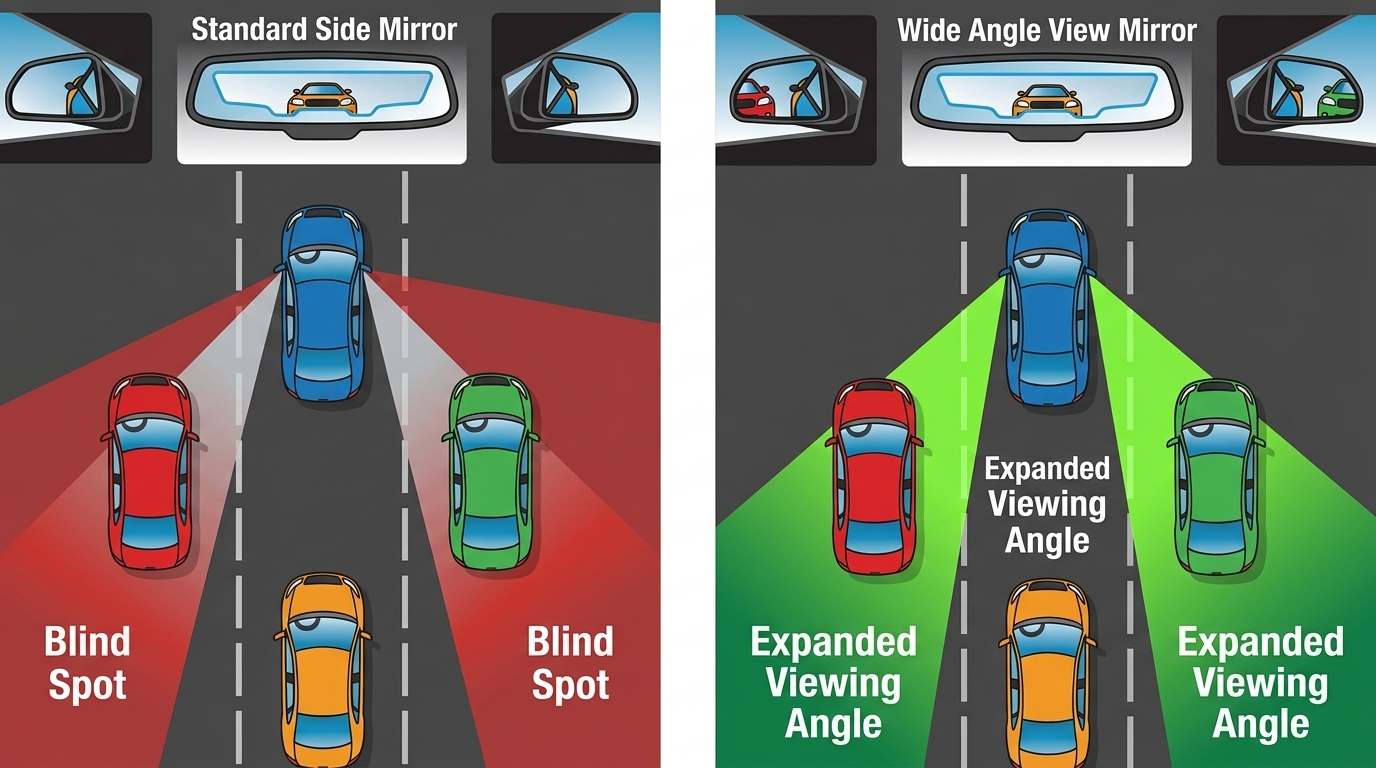 Standard Side Mirror
Blind
Spot
Blind
Spot
Wide Angle View Mirror
Expanded
Viewing
Angle
Expanded
Viewing
Angle
Expanded
Viewing
Angle